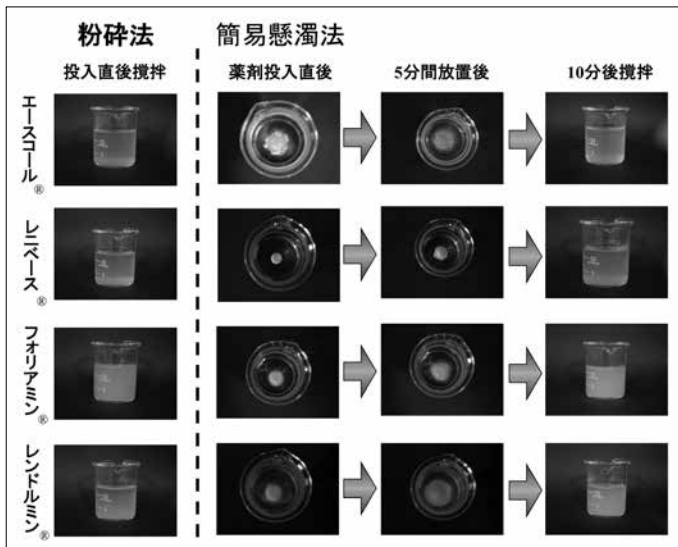 粉砕法
簡易懸濁法
投入直後撹拌
薬剤投入直後
5分間放置後
10分後撹拌
エースコール®
レニベース®
フォリアミン®
レンドルミン®